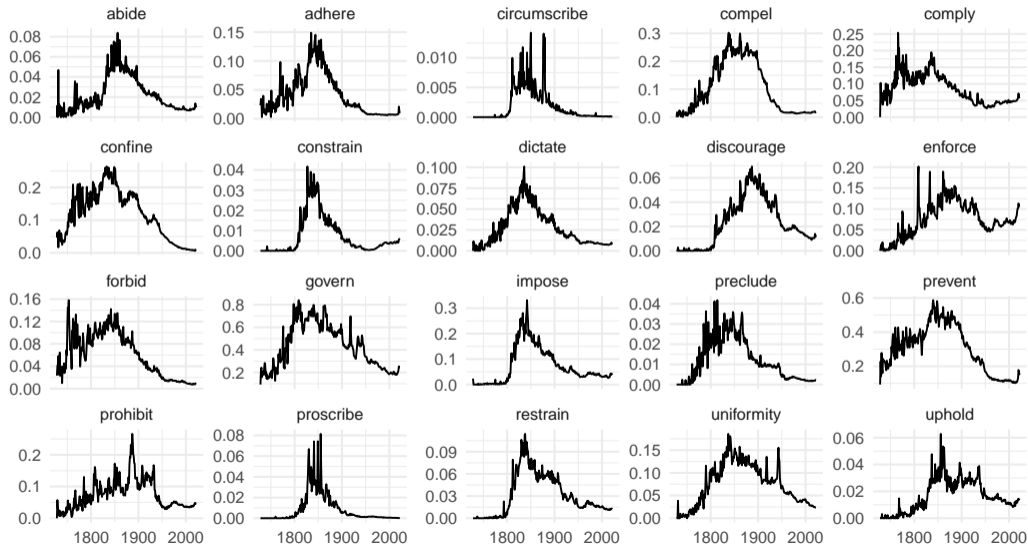 abide adhere circumscribe compel comply
0.08 0.06 0.04 0.02 0.00
0.15 0.10 0.05 0.00
0.010 0.005 0.000
0.3 0.2 0.1 0.0
0.25 0.20 0.15 0.10 0.05 0.00
confine constrain dictate discourage enforce
0.2 0.1 0.0
0.04 0.03 0.02 0.01 0.00
0.100 0.075 0.050 0.025 0.000
0.06 0.04 0.02 0.00
0.20 0.15 0.10 0.05 0.00
forbid govern impose preclude prevent
0.16 0.12 0.08 0.04 0.00
0.8 0.6 0.4 0.2
0.3 0.2 0.1 0.0
0.04 0.03 0.02 0.01 0.00
0.6 0.4 0.2
prohibit proscribe restrain uniformity uphold
0.2 0.1 0.0
0.08 0.06 0.04 0.02 0.00
0.09 0.06 0.03 0.00
0.15 0.10 0.05 0.00
0.06 0.04 0.02 0.00
1800 1900 2000 1800 1900 2000 1800 1900 2000 1800 1900 2000 1800 1900 2000